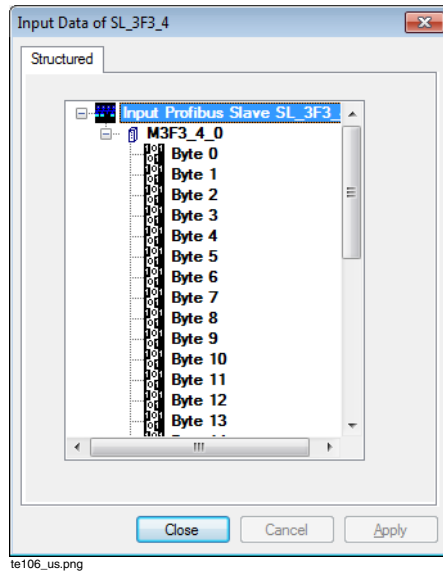 Input Data of SL_3F3_4
Structured
Input Profibus Slave SL_3F3_
M3F3_4_0
Byte 0
Byte 1
Byte 2
Byte 3
Byte 4
Byte 5
Byte 6
Byte 7
Byte 8
Byte 9
Byte 10
Byte 11
Byte 12
Byte 13
Close Cancel Apply
te106_us.png